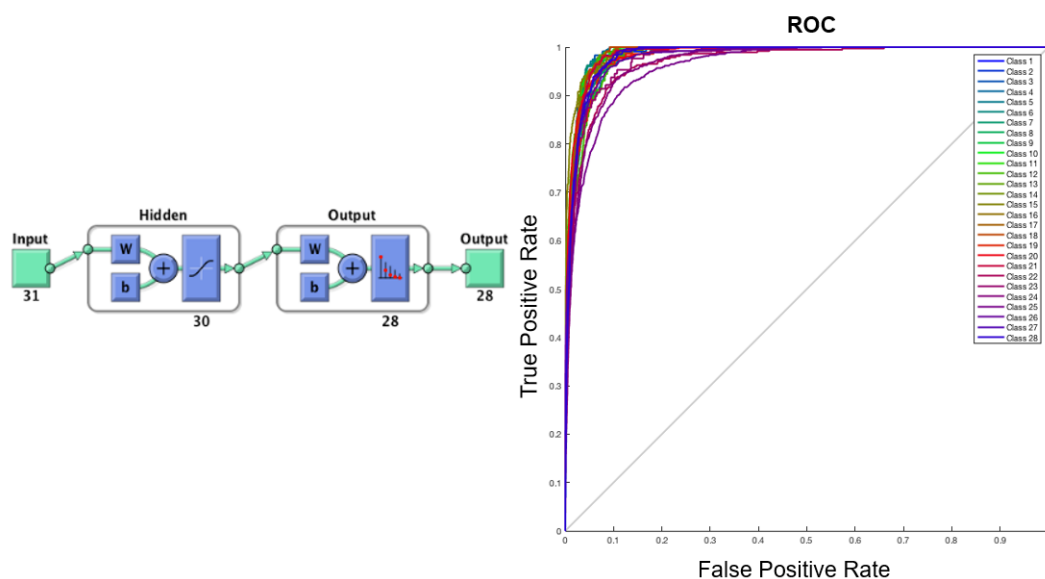 Hidden
Output
Input
Output
W
b
+
W
b
+
31
30
28
28
ROC
True Positive Rate
1
0.9
0.8
0.7
0.6
0.5
0.4
0.3
0.2
0.1
0
0
0.1
0.2
0.3
0.4
0.5
0.6
0.7
0.8
0.9
False Positive Rate
Class 1
Class 2
Class 3
Class 4
Class 5
Class 6
Class 7
Class 8
Class 9
Class 10
Class 11
Class 12
Class 13
Class 14
Class 15
Class 16
Class 17
Class 18
Class 19
Class 20
Class 21
Class 22
Class 23
Class 24
Class 25
Class 26
Class 27
Class 28